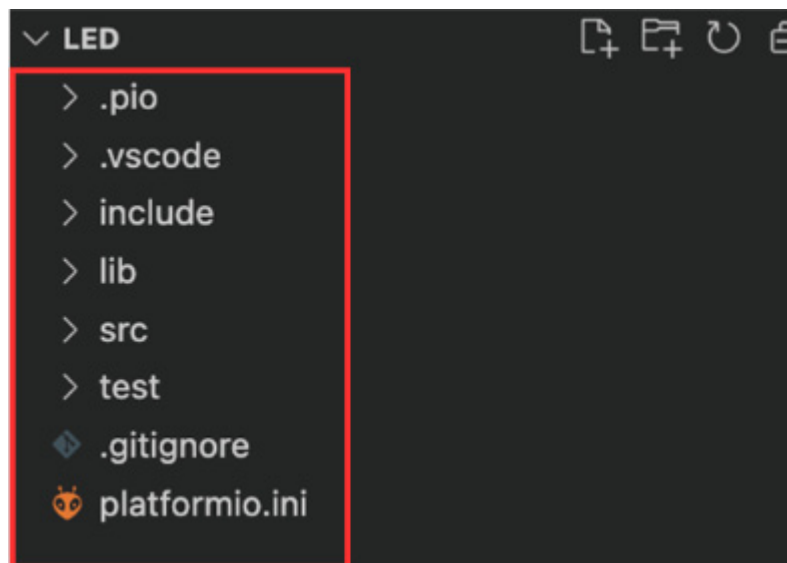 LED
.pio
.vscode
include
lib
src
test
.gitignore
platformio.ini